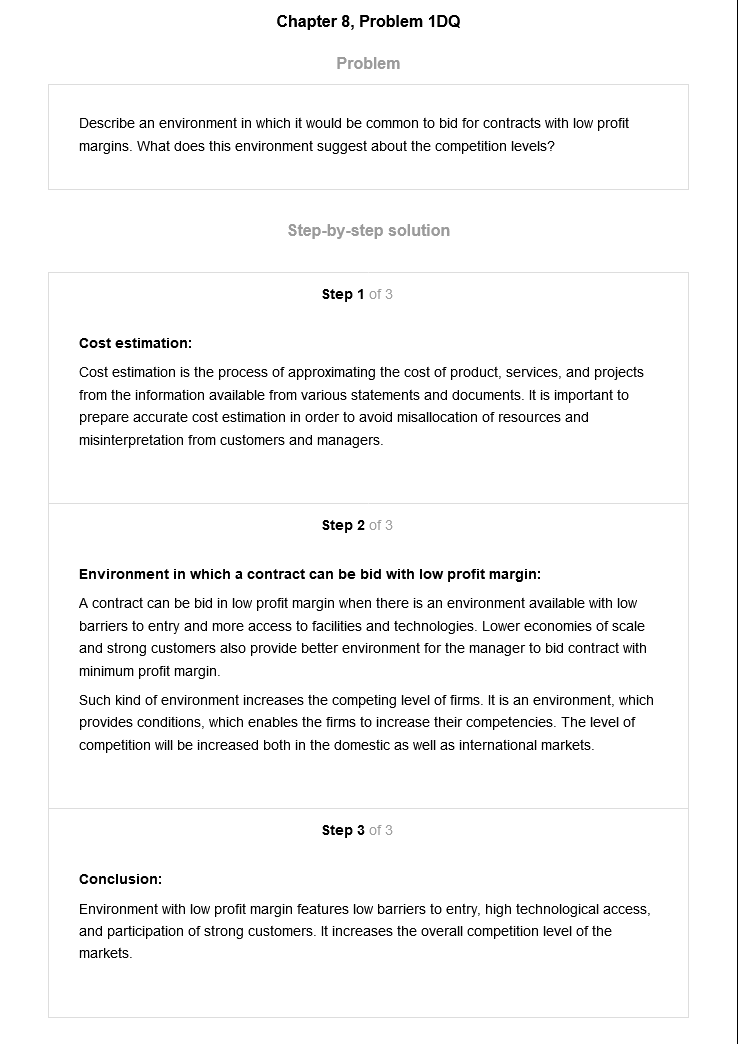 Chapter 8, Problem 1DQ
Problem
Describe an environment in which it would be common to bid for contracts with low profit
margins. What does this environment suggest about the competition levels?
Step-by-step solution
Step 1 of 3
Cost estimation:
Cost estimation is the process of approximating the cost of product, services, and projects
from the information available from various statements and documents. It is important to
prepare accurate cost estimation in order to avoid misallocation of resources and
misinterpretation from customers and managers.
Step 2 of 3
Environment in which a contract can be bid with low profit margin:
A contract can be bid in low profit margin when there is an environment available with low
barriers to entry and more access to facilities and technologies. Lower economies of scale
and strong customers also provide better environment for the manager to bid contract with
minimum profit margin.
Such kind of environment increases the competing level of firms. It is an environment, which
provides conditions, which enables the firms to increase their competencies. The level of
competition will be increased both in the domestic as well as international markets.
Step 3 of 3
Conclusion:
Environment with low profit margin features low barriers to entry, high technological access,
and participation of strong customers. It increases the overall competition level of the
markets.